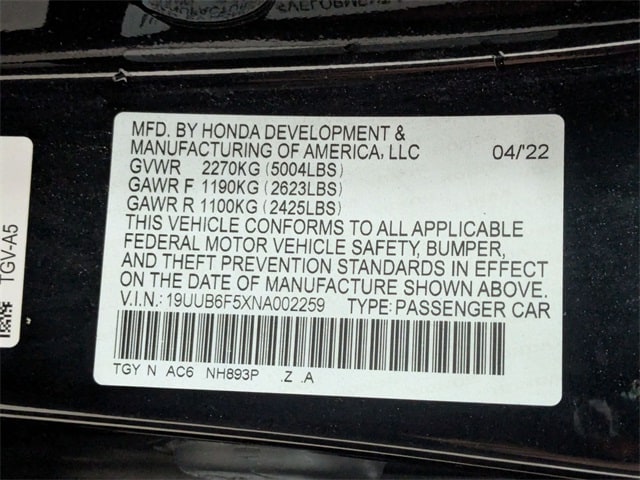 MFD. BY HONDA DEVELOPMENT &
MANUFACTURING OF AMERICA, LLC 04/'22
GVWR 2270KG (5004LBS)
GAWR F 1190KG (2623LBS)
GAWR R 1100KG (2425LBS)
THIS VEHICLE CONFORMS TO ALL APPLICABLE
FEDERAL MOTOR VEHICLE SAFETY, BUMPER,
AND THEFT PREVENTION STANDARDS IN EFFECT
ON THE DATE OF MANUFACTURE SHOWN ABOVE.
V.I.N.: 19UUB6F5XNA002259 TYPE: PASSENGER CAR
TGY N AC6 NH893P .Z .A
TGV-A5